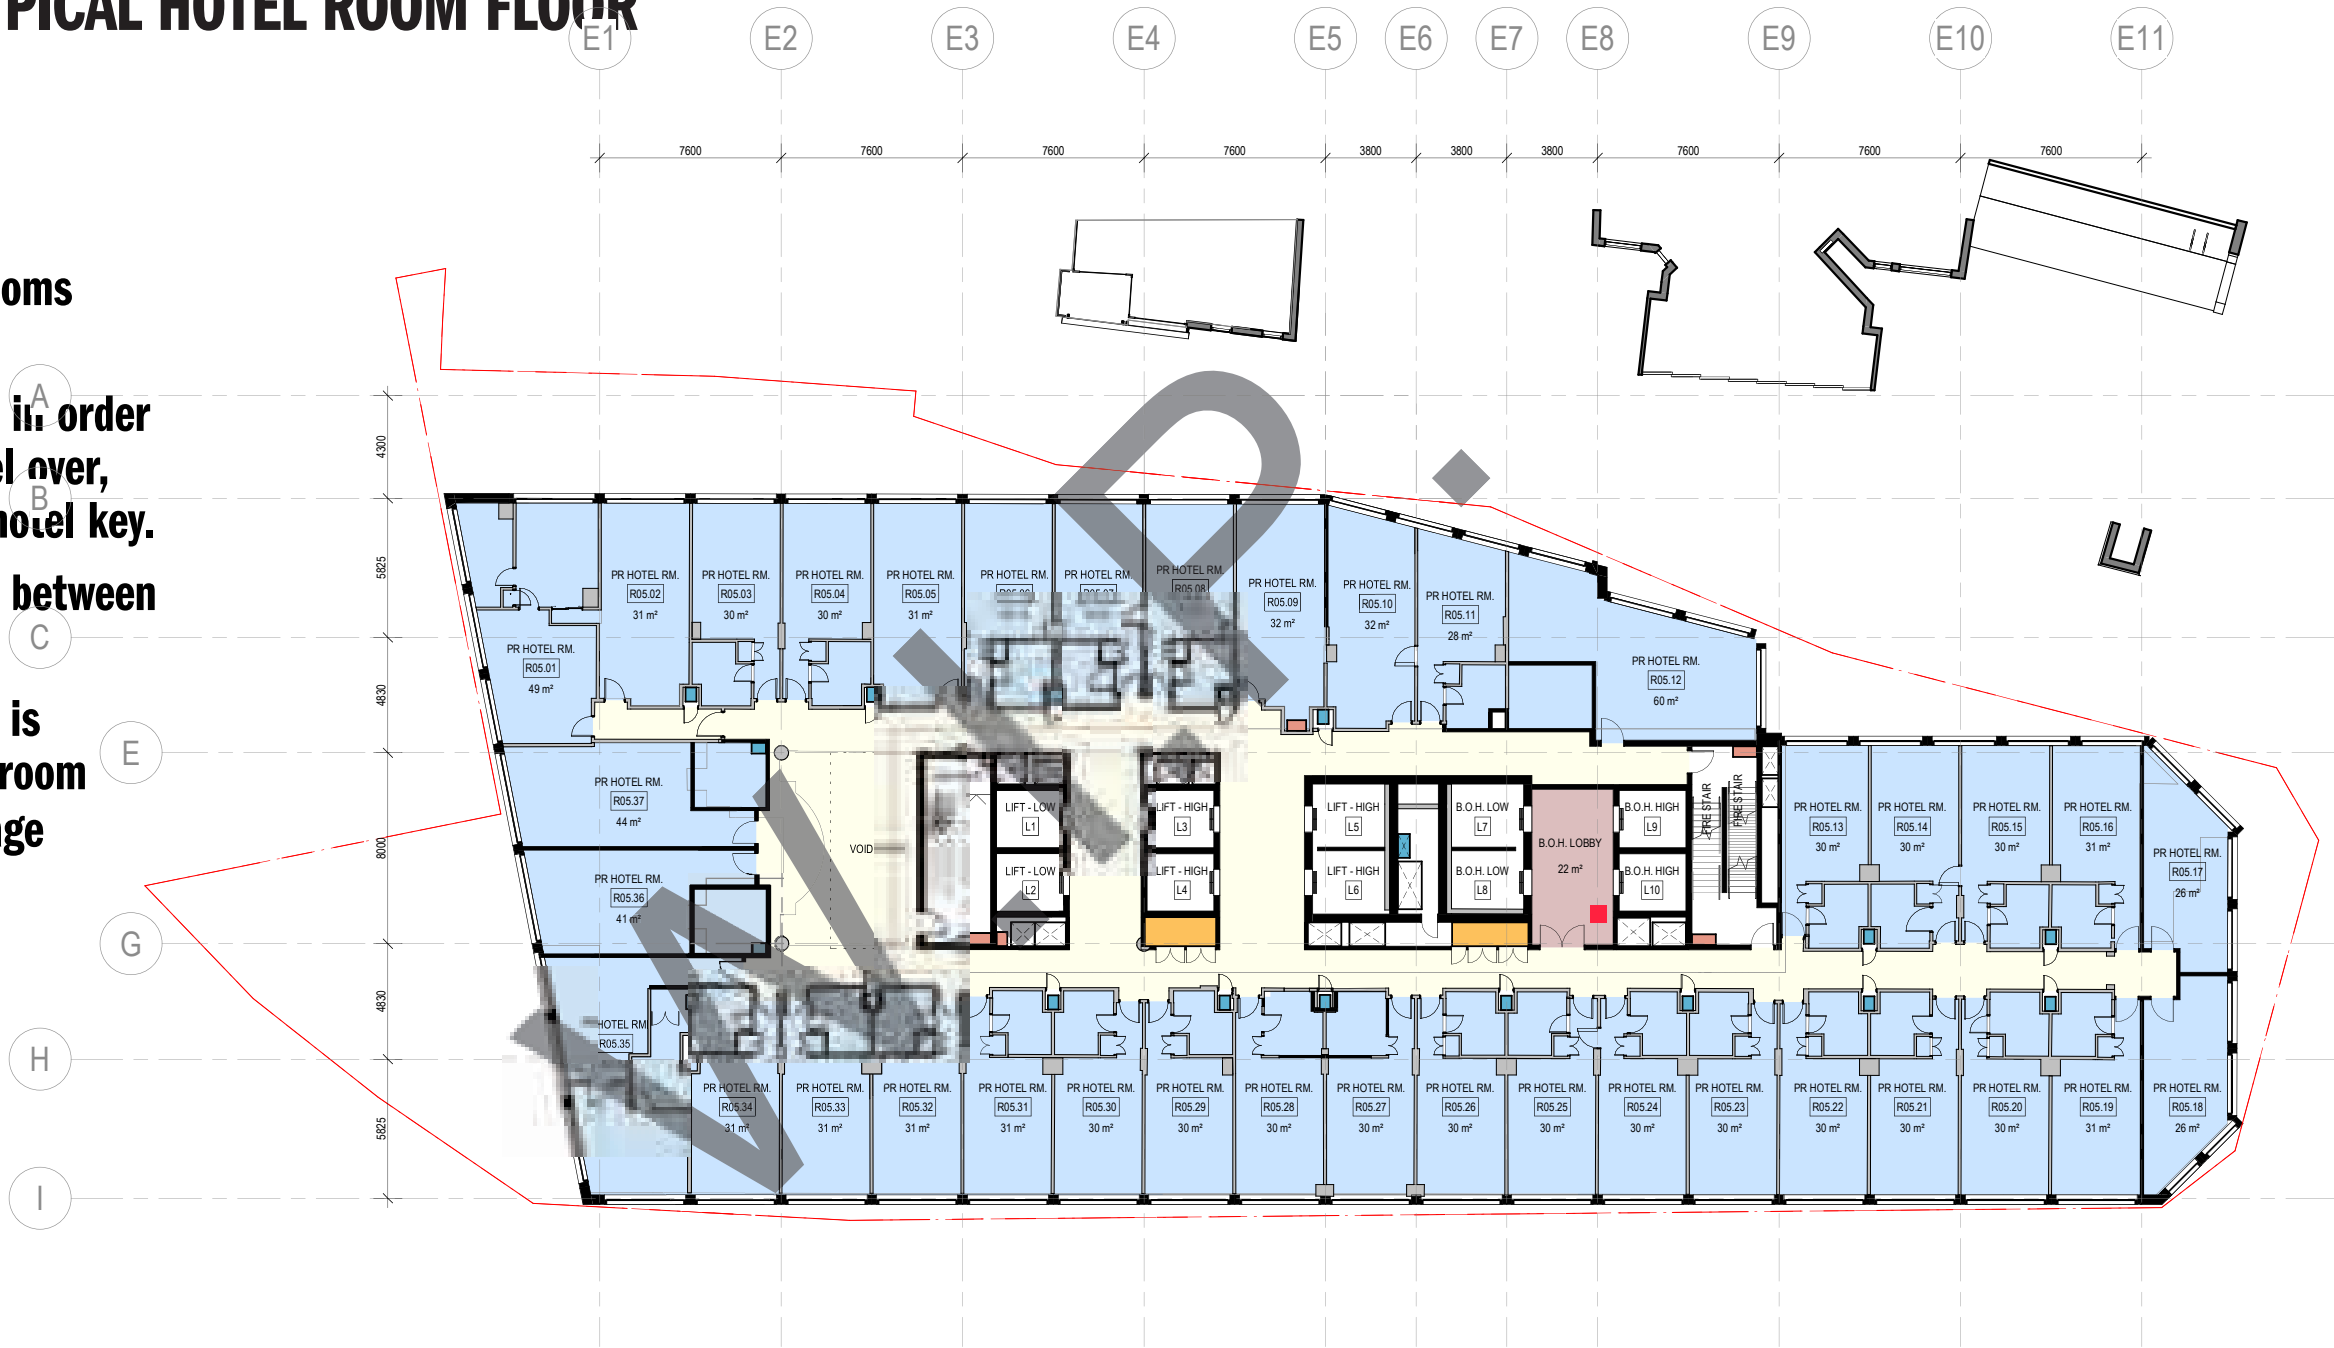 PICAL HOTEL ROOM FLOOR
E1 E2 E3 E4 E5 E6 E7 E8 E9 E10 E11
7600 7600 7600 7600 3800 3800 3800 7600 7600 7600
ooms
A
in order
el over,
B
hotel key.
between
C
is
E
room
nge
G
H
I
4300
5825
4830
8000
4830
5825
PR HOTEL RM.
R05.01
49 m²
PR HOTEL RM.
R05.02
31 m²
PR HOTEL RM.
R05.03
30 m²
PR HOTEL RM.
R05.04
30 m²
PR HOTEL RM.
R05.05
31 m²
PR HOTEL RM.
R05.06
PR HOTEL RM.
R05.07
PR HOTEL RM.
R05.08
PR HOTEL RM.
R05.09
32 m²
PR HOTEL RM.
R05.10
32 m²
PR HOTEL RM.
R05.11
28 m²
PR HOTEL RM.
R05.12
60 m²
PR HOTEL RM.
R05.37
44 m²
PR HOTEL RM.
R05.36
41 m²
VOID
LIFT - LOW
L1
LIFT - LOW
L2
LIFT - HIGH
L3
LIFT - HIGH
L4
LIFT - HIGH
L5
LIFT - HIGH
L6
B.O.H. LOW
L7
B.O.H. LOW
L8
B.O.H. LOBBY
22 m²
B.O.H. HIGH
L9
B.O.H. HIGH
L10
FIRE STAIR
FIRE STAIR
PR HOTEL RM.
R05.13
30 m²
PR HOTEL RM.
R05.14
30 m²
PR HOTEL RM.
R05.15
30 m²
PR HOTEL RM.
R05.16
31 m²
PR HOTEL RM.
R05.17
26 m²
HOTEL RM.
R05.35
PR HOTEL RM.
R05.34
31 m²
PR HOTEL RM.
R05.33
31 m²
PR HOTEL RM.
R05.32
31 m²
PR HOTEL RM.
R05.31
31 m²
PR HOTEL RM.
R05.30
30 m²
PR HOTEL RM.
R05.29
30 m²
PR HOTEL RM.
R05.28
30 m²
PR HOTEL RM.
R05.27
30 m²
PR HOTEL RM.
R05.26
30 m²
PR HOTEL RM.
R05.25
30 m²
PR HOTEL RM.
R05.24
30 m²
PR HOTEL RM.
R05.23
30 m²
PR HOTEL RM.
R05.22
30 m²
PR HOTEL RM.
R05.21
30 m²
PR HOTEL RM.
R05.20
30 m²
PR HOTEL RM.
R05.19
31 m²
PR HOTEL RM.
R05.18
26 m²